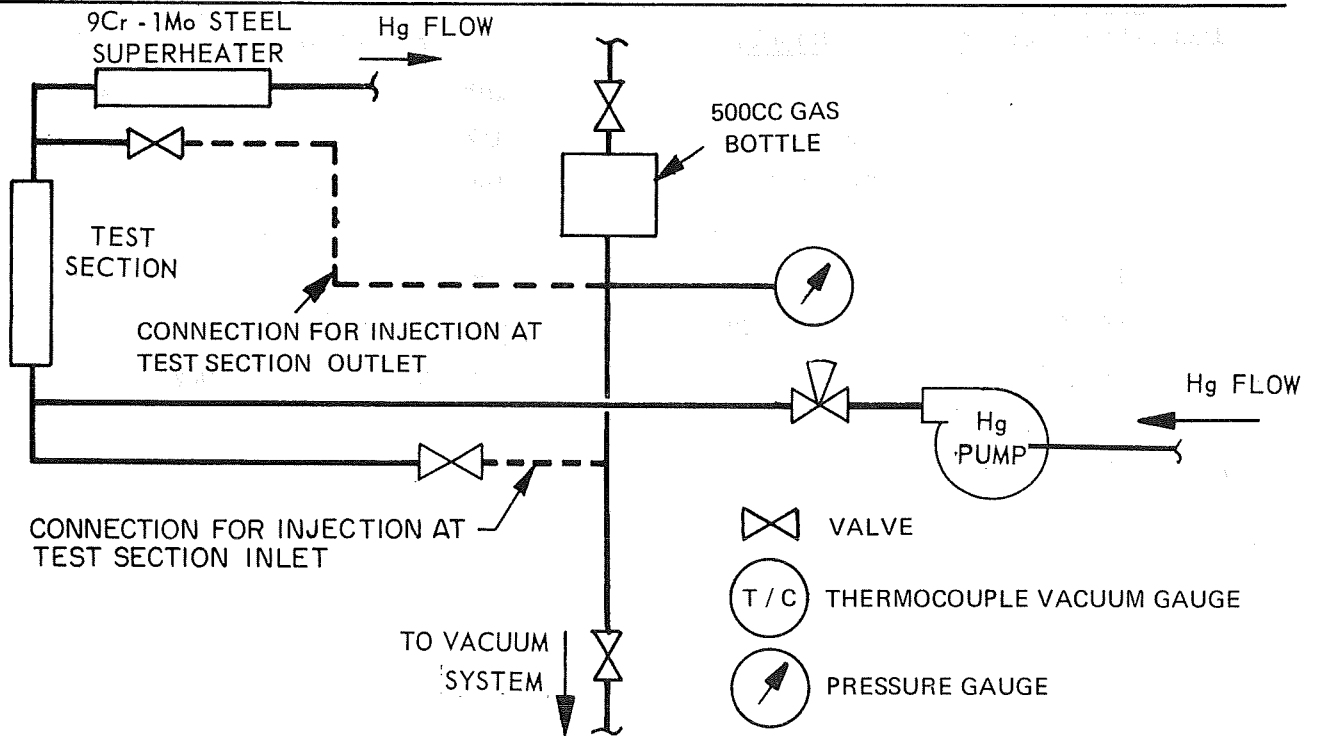 9Cr - 1Mo STEEL
SUPERHEATER
Hg FLOW
500CC GAS
BOTTLE
TEST
SECTION
CONNECTION FOR INJECTION AT
TEST SECTION OUTLET
Hg FLOW
Hg
PUMP
CONNECTION FOR INJECTION AT
TEST SECTION INLET
VALVE
T / C THERMOCOUPLE VACUUM GAUGE
TO VACUUM
SYSTEM
PRESSURE GAUGE